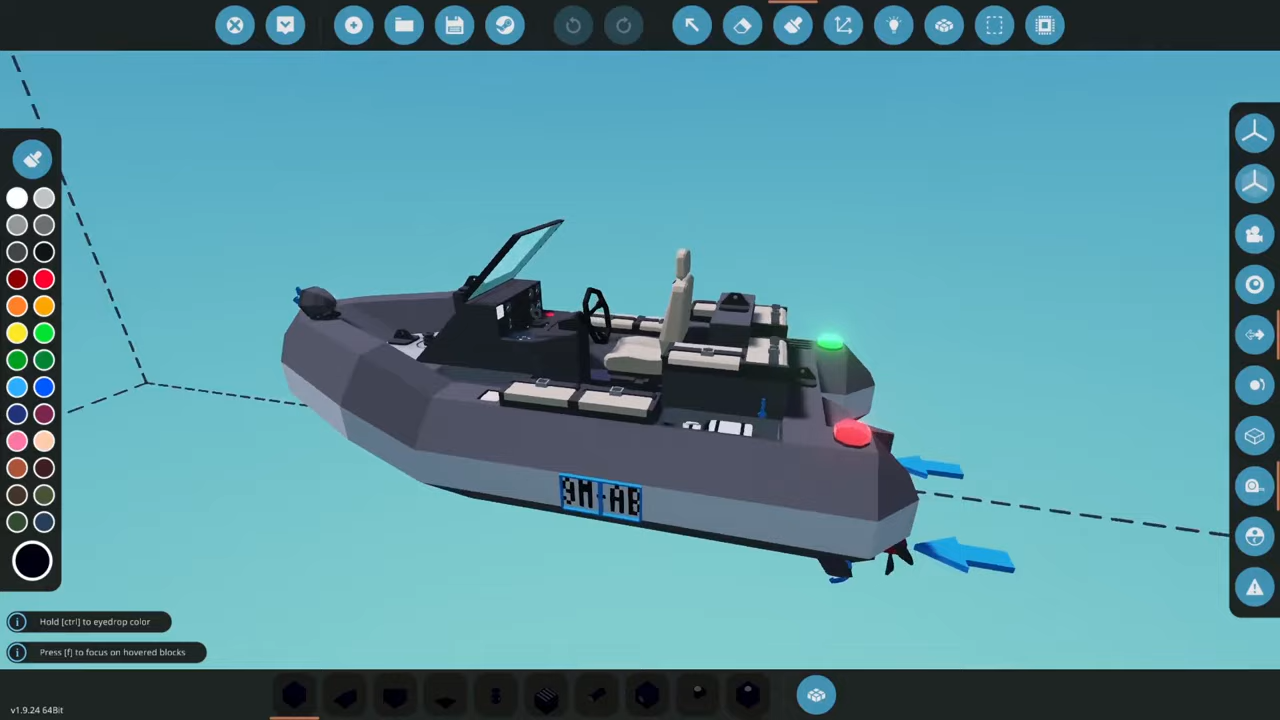 9M-AB
Hold [ctrl] to eyedrop color
Press [f] to focus on hovered blocks
v1.9.24 64Bit